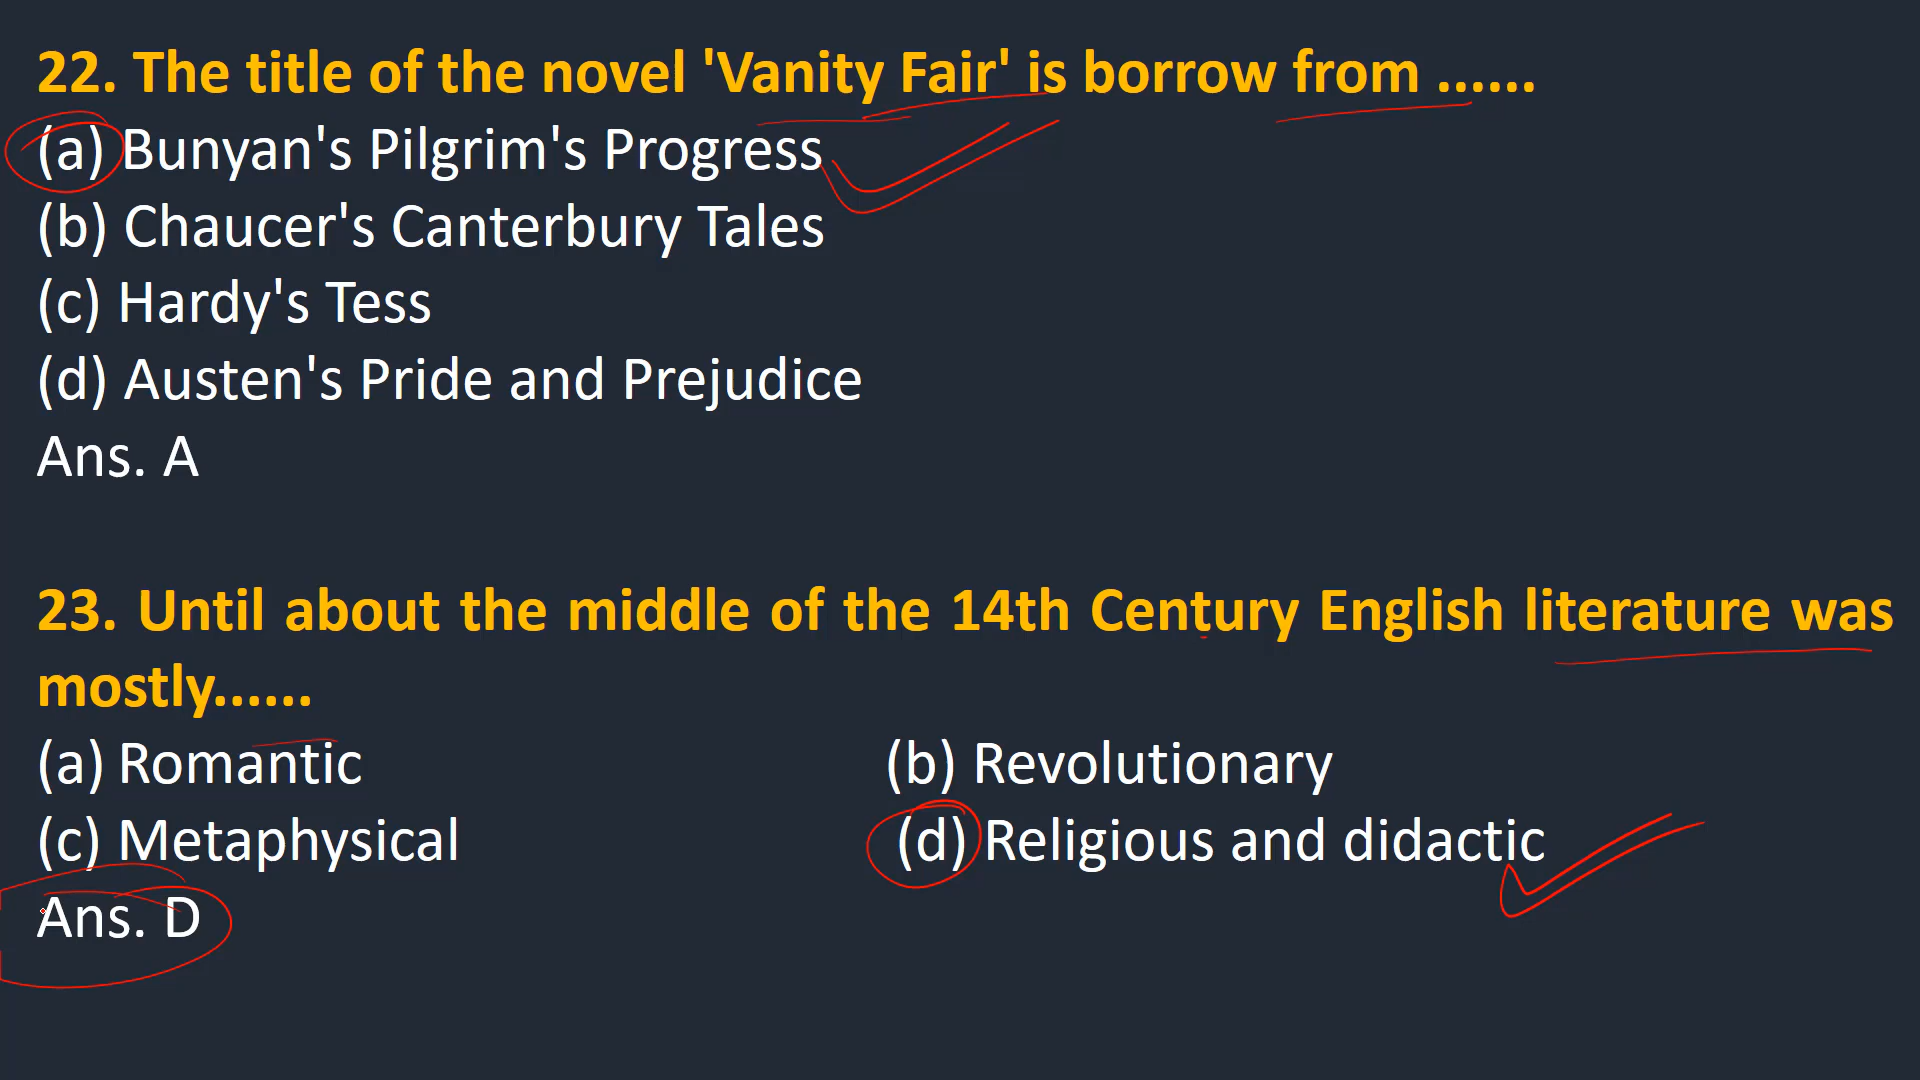 22. The title of the novel 'Vanity Fair' is borrow from ......
(a) Bunyan's Pilgrim's Progress
(b) Chaucer's Canterbury Tales
(c) Hardy's Tess
(d) Austen's Pride and Prejudice
Ans. A
23. Until about the middle of the 14th Century English literature was
mostly......
(a) Romantic (b) Revolutionary
(c) Metaphysical (d) Religious and didactic
Ans. D